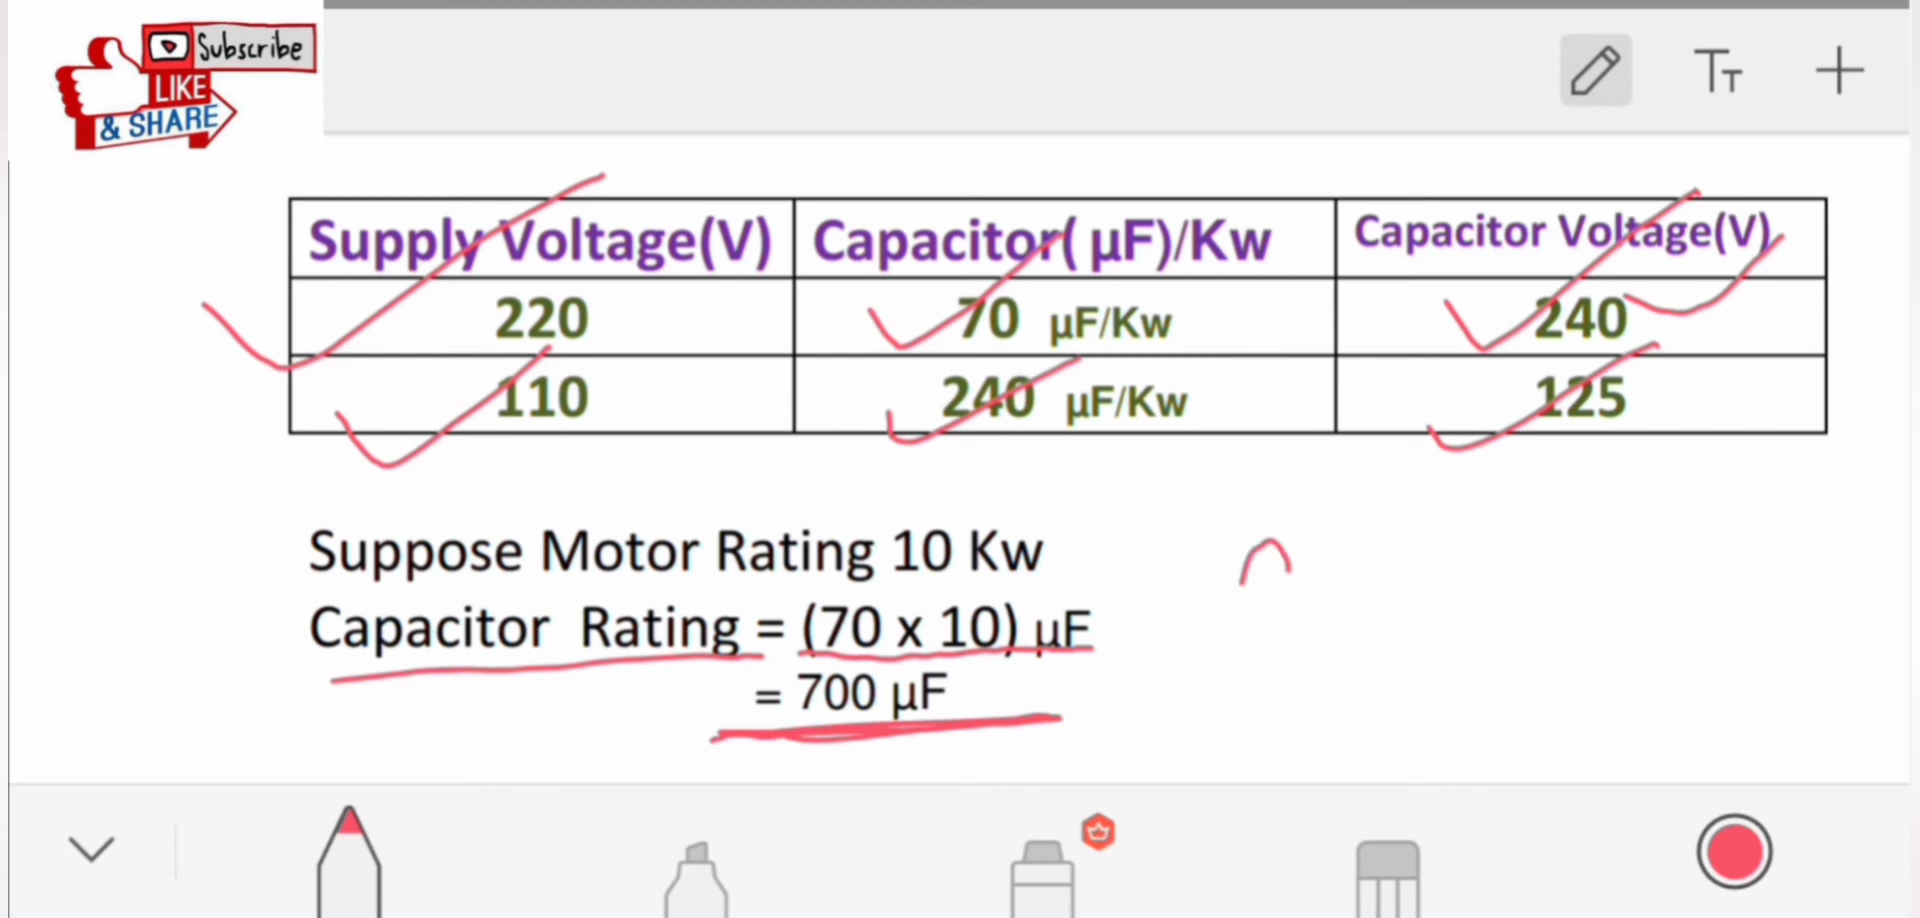 Subscribe
LIKE
& SHARE
Tт
Supply Voltage(V) Capacitor( µF)/Kw Capacitor Voltage(V)
220 70 µF/Kw 240
110 240 µF/Kw 125
Suppose Motor Rating 10 Kw
Capacitor Rating = (70 x 10) µF
= 700 µF